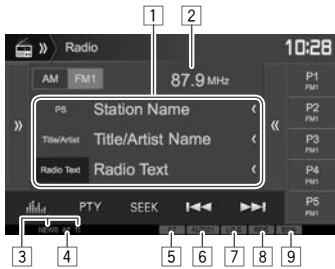 1 2
» Radio 10:28
AM FM1 87.9 MHz P1 FM1
PS Station Name P2 FM1
Title/Artist Title/Artist Name P3 FM1
Radio Text Radio Text P4 FM1
PTY SEEK P5 FM1
NEWS AF TI
3 4 5 6 7 8 9